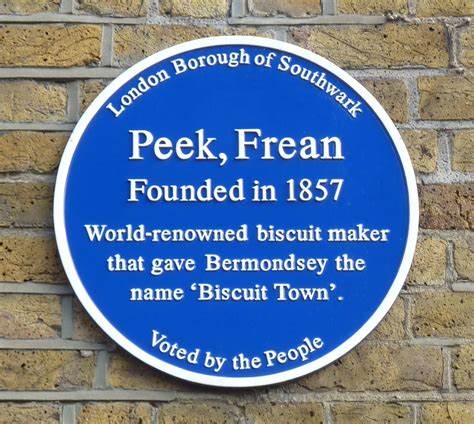 London Borough of Southwark
Peek, Frean
Founded in 1857
World-renowned biscuit maker
that gave Bermondsey the
name ‘Biscuit Town’.
Voted by the People